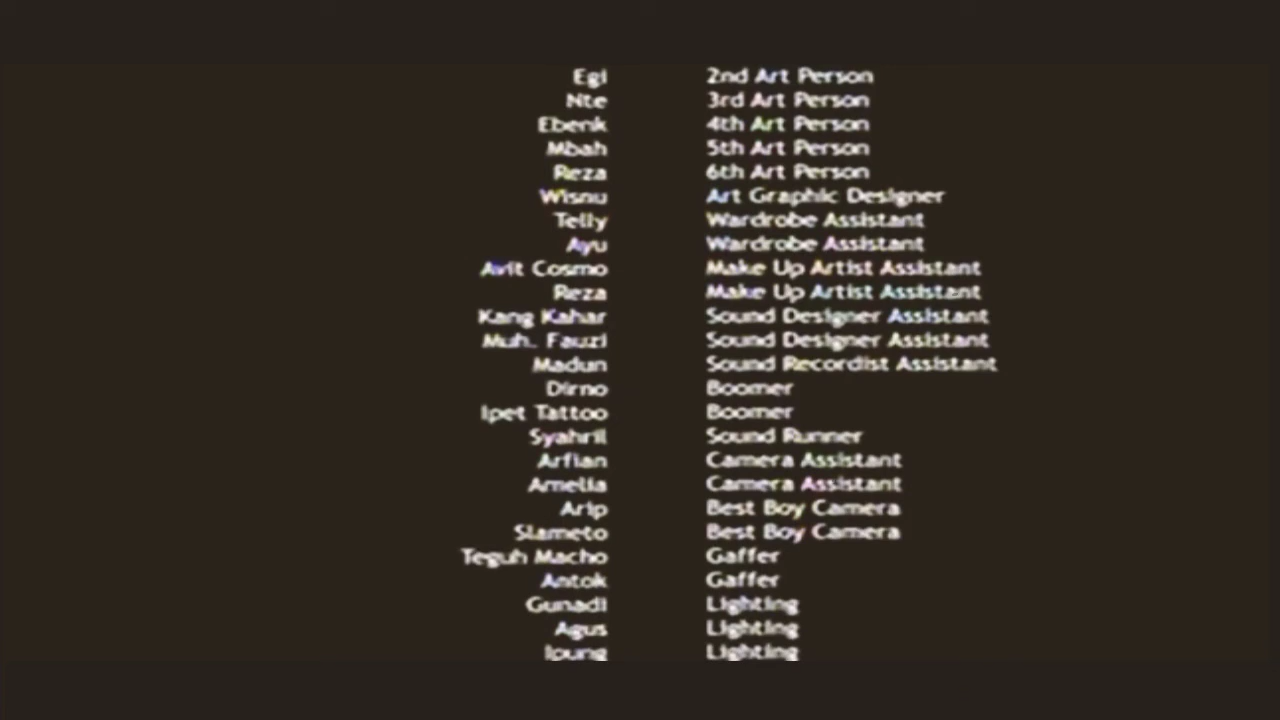 Egi 2nd Art Person
Nte 3rd Art Person
Ebenk 4th Art Person
Mbah 5th Art Person
Reza 6th Art Person
Wisnu Art Graphic Designer
Telly Wardrobe Assistant
Ayu Wardrobe Assistant
Avit Cosmo Make Up Artist Assistant
Reza Make Up Artist Assistant
Kang Kahar Sound Designer Assistant
Muh. Fauzi Sound Designer Assistant
Madun Sound Recordist Assistant
Dirno Boomer
Ipet Tattoo Boomer
Syahril Sound Runner
Arfian Camera Assistant
Amelia Camera Assistant
Arip Best Boy Camera
Slameto Best Boy Camera
Teguh Macho Gaffer
Antok Gaffer
Gunadi Lighting
Agus Lighting
Ipung Lighting